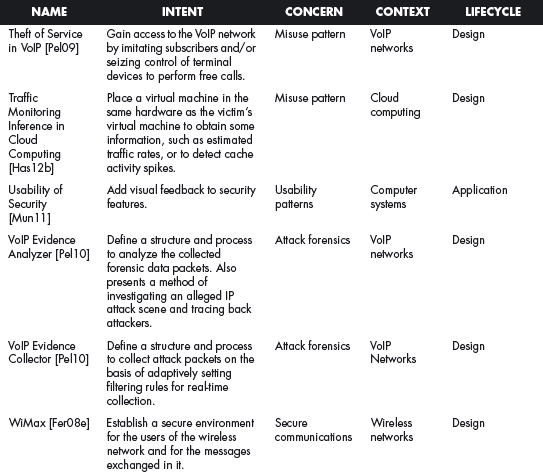 NAME INTENT CONCERN CONTEXT LIFECYCLE
Theft of Service in VoIP [Pel09] Gain access to the VoIP network by imitating subscribers and/or seizing control of terminal devices to perform free calls. Misuse pattern VoIP networks Design
Traffic Monitoring Inference in Cloud Computing [Has12b] Place a virtual machine in the same hardware as the victim's virtual machine to obtain some information, such as estimated traffic rates, or to detect cache activity spikes. Misuse pattern Cloud computing Design
Usability of Security [Mun11] Add visual feedback to security features. Usability patterns Computer systems Application
VoIP Evidence Analyzer [Pel10] Define a structure and process to analyze the collected forensic data packets. Also presents a method of investigating an alleged IP attack scene and tracing back attackers. Attack forensics VoIP networks Design
VoIP Evidence Collector [Pel10] Define a structure and process to collect attack packets on the basis of adaptively setting filtering rules for real-time collection. Attack forensics VoIP Networks Design
WiMax [Fer08e] Establish a secure environment for the users of the wireless network and for the messages exchanged in it. Secure communications Wireless networks Design